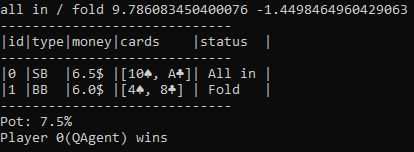 all in / fold 9.786083450400076 -1.4498464960429063
--------------------------------
|id|type|money|cards    |status   |
--------------------------------
|0 |SB  |6.5$ |[10♠, A♣]| All in |
|1 |BB  |6.0$ |[4♠, 8♣] | Fold   |
--------------------------------
Pot: 7.5%
Player 0(QAgent) wins